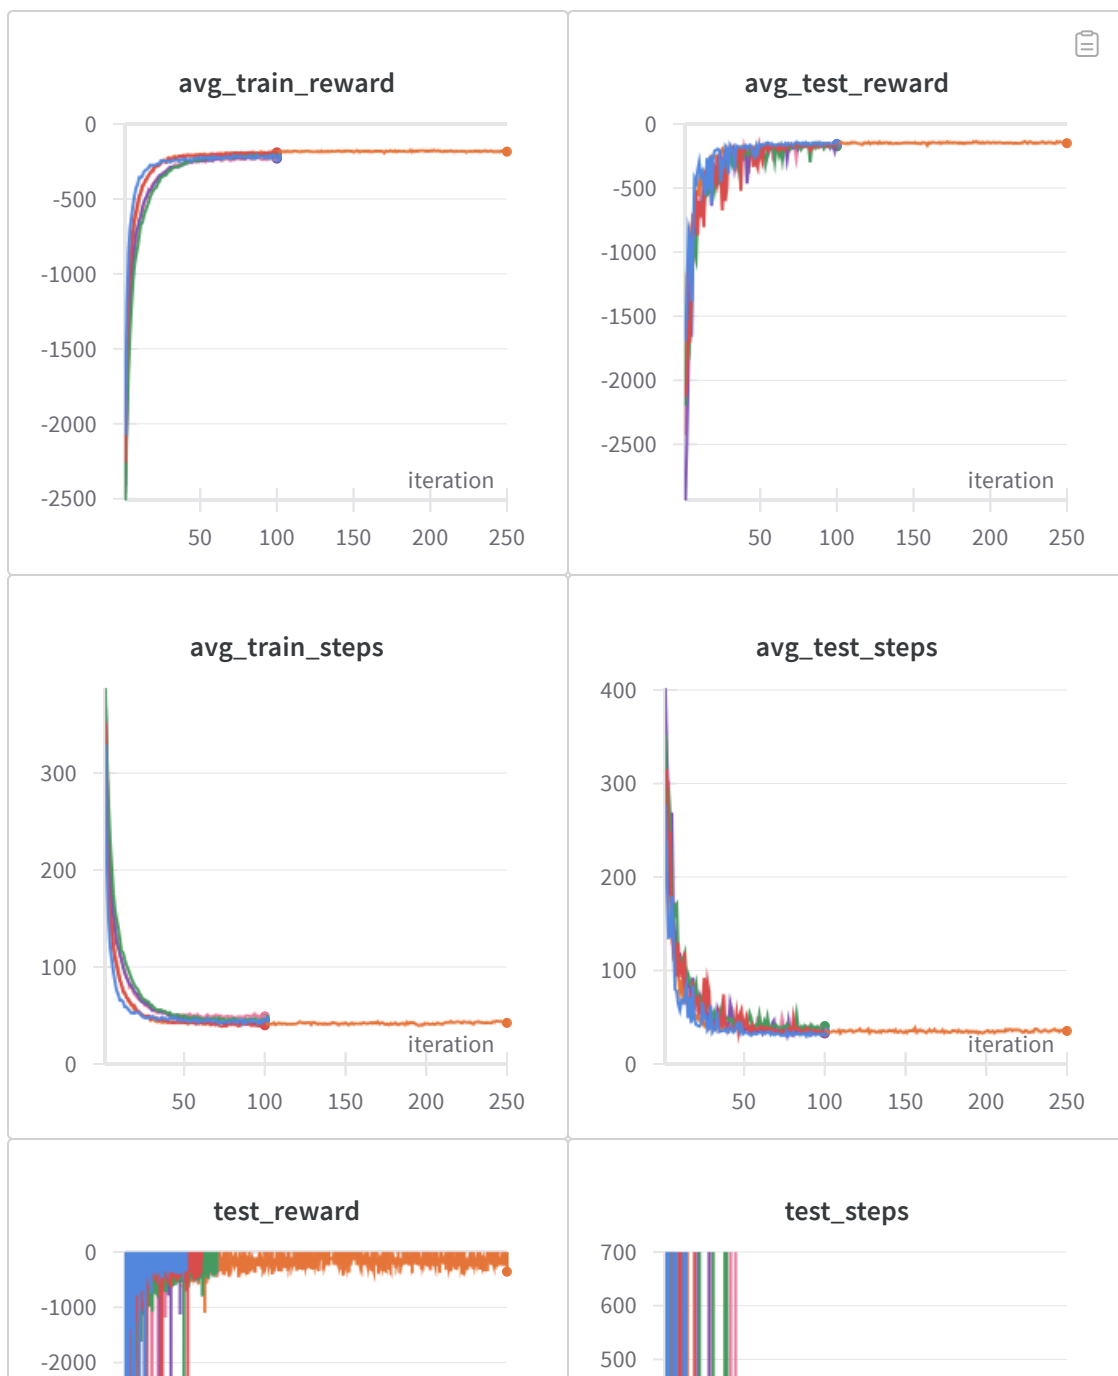 avg_train_reward
0
-500
-1000
-1500
-2000
-2500
iteration
50 100 150 200 250
avg_test_reward
0
-500
-1000
-1500
-2000
-2500
iteration
50 100 150 200 250
avg_train_steps
300
200
100
0
iteration
50 100 150 200 250
avg_test_steps
400
300
200
100
0
iteration
50 100 150 200 250
test_reward
0
-1000
-2000
test_steps
700
600
500